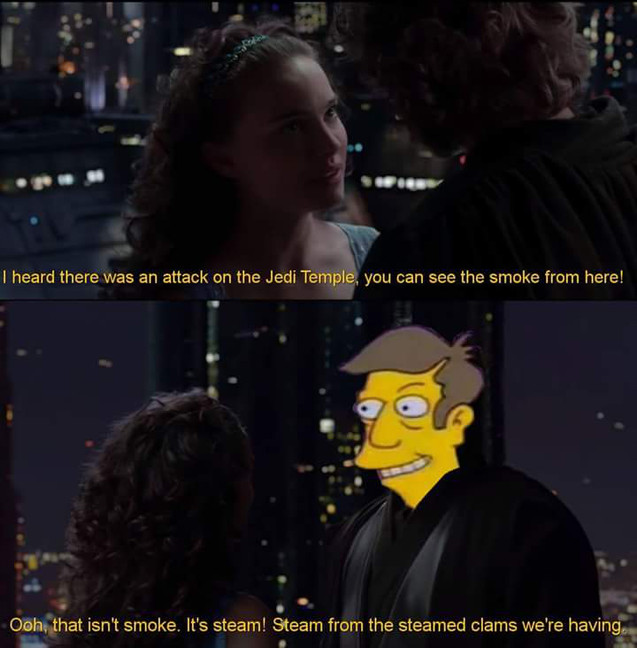 I heard there was an attack on the Jedi Temple, you can see the smoke from here!
Ooh, that isn't smoke. It's steam! Steam from the steamed clams we're having.